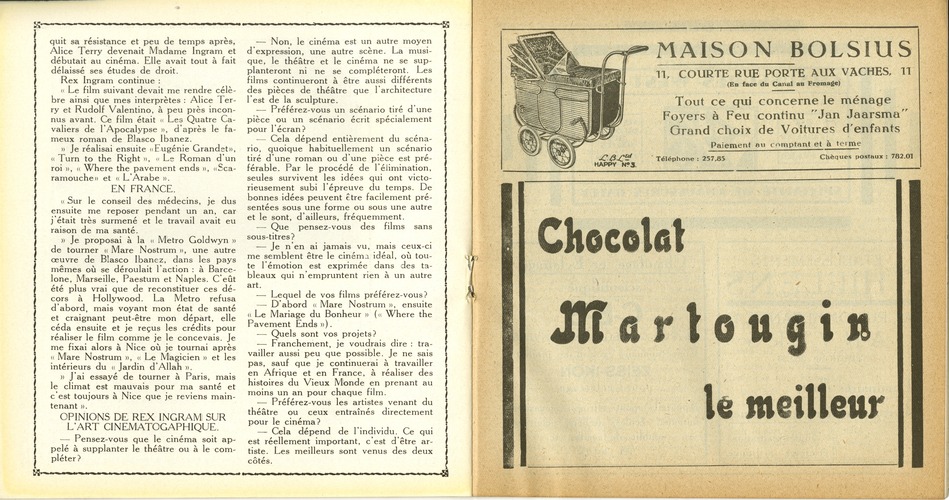 quit sa résistance et peu de temps après,
Alice Terry devenait Madame Ingram et
débutait au cinéma. Elle avait tout à fait
délaissé ses études de droit.
Rex Ingram continue :
« Le film suivant devait me rendre célè-
bre ainsi que mes interprètes : Alice Ter-
ry et Rudolf Valentino, à peu près incon-
nus avant. Ce film était « Les Quatre Ca-
valiers de l'Apocalypse », d'après le fa-
meux roman de Blasco Ibanez.
» Je réalisai ensuite «Eugénie Grandet»,
« Turn to the Right », « Le Roman d'un
roi », « Where the pavement ends », «Sca-
ramouche» et « L'Arabe ».
EN FRANCE.
« Sur le conseil des médecins, je dus
ensuite me reposer pendant un an, car
j'était très surmené et le travail avait eu
raison de ma santé.
» Je proposai à la « Metro Goldwyn »
de tourner « Mare Nostrum », une autre
œuvre de Blasco Ibanez, dans les pays
mêmes où se déroulait l'action : à Barce-
lone, Marseille, Paestum et Naples. C'eût
été plus vrai que de reconstituer ces dé-
cors à Hollywood. La Metro refusa
d'abord, mais voyant mon état de santé
et craignant peut-être mon départ, elle
céda ensuite et je reçus les crédits pour
réaliser le film comme je le concevais. Je
me fixai alors à Nice où je tournai après
« Mare Nostrum », « Le Magicien » et les
intérieurs du « Jardin d'Allah ».
» J'ai essayé de tourner à Paris, mais
le climat est mauvais pour ma santé et
c'est toujours à Nice que je reviens main-
tenant ».
OPINIONS DE REX INGRAM SUR
L'ART CINEMATOGAPHIQUE.
— Pensez-vous que le cinéma soit ap-
pelé à supplanter le théâtre ou à le com-
pléter?
— Non, le cinéma est un autre moyen
d'expression, une autre scène. La musi-
que, le théâtre et le cinéma ne se sup-
planteront ni ne se compléteront. Les
films continueront à être aussi différents
des pièces de théâtre que l'architecture
l'est de la sculpture.
— Préférez-vous un scénario tiré d'une
pièce ou un scénario écrit spécialement
pour l'écran?
— Cela dépend entièrement du scéna-
rio, quoique habituellement un scénario
tiré d'un roman ou d'une pièce est pré-
férable. Par le procédé de l'élimination,
seules survivent les idées qui ont victo-
rieusement subi l'épreuve du temps. De
bonnes idées peuvent être facilement pré-
sentées sous une forme ou sous une autre
et le sont, d'ailleurs, fréquemment.
— Que pensez-vous des films sans
sous-titres?
— Je n'en ai jamais vu, mais ceux-ci
me semblent être le cinéma idéal, où tou-
te l'émotion est exprimée dans des ta-
bleaux qui n'empruntent rien à un autre
art.
— Lequel de vos films préférez-vous?
— D'abord « Mare Nostrum », ensuite
« Le Mariage du Bonheur » (« Where the
Pavement Ends »).
— Quels sont vos projets?
— Franchement, je voudrais dire : tra-
vailler aussi peu que possible. Je ne sais
pas, sauf que je continuerai à travailler
en Afrique et en France, à réaliser des
histoires du Vieux Monde en prenant au
moins un an pour chaque film.
— Préférez-vous les artistes venant du
théâtre ou ceux entraînés directement
pour le cinéma?
— Cela dépend de l'individu. Ce qui
est réellement important, c'est d'être ar-
tiste. Les meilleurs sont venus des deux
côtés.
MAISON BOLSIUS
11, COURTE RUE PORTE AUX VACHES, 11
(En face du Canal au Fromage)
Tout ce qui concerne le ménage
Foyers à Feu continu "Jan Jaarsma"
Grand choix de Voitures d'enfants
Paiement au comptant et à terme
L.B. Ltd
HAPPY Nº3.
Téléphone : 257.85
Chèques postaux : 782.01
Chocolat
Martougin
le meilleur